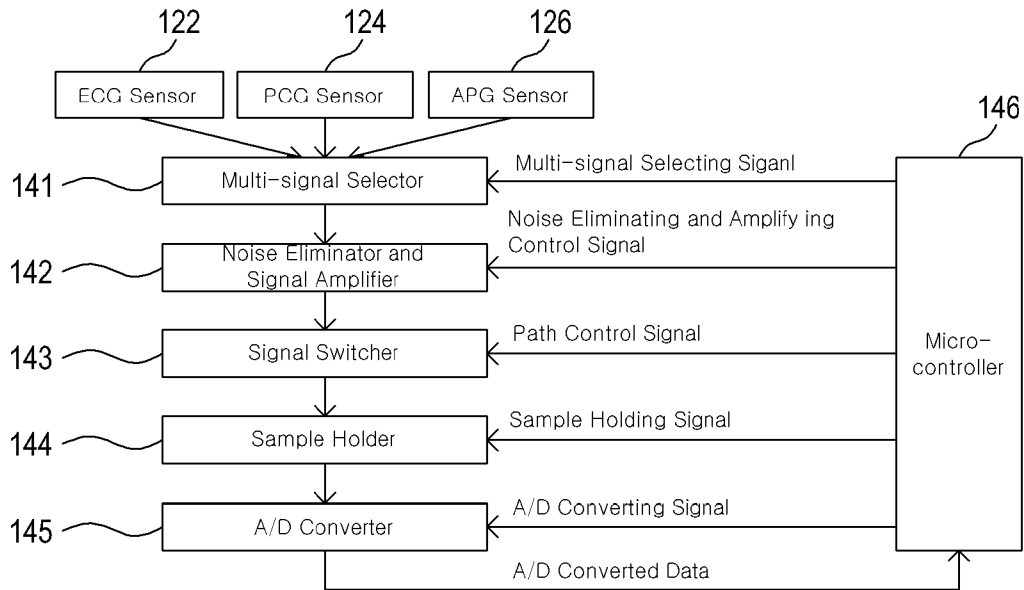 122
124
126
ECG Sensor
PCG Sensor
APG Sensor
146
141
Multi-signal Selector
Multi-signal Selecting Siganl
Noise Eliminating and Amplify ing
Control Signal
142
Noise Eliminator and
Signal Amplifier
143
Signal Switcher
Path Control Signal
Micro-
controller
144
Sample Holder
Sample Holding Signal
145
A/D Converter
A/D Converting Signal
A/D Converted Data